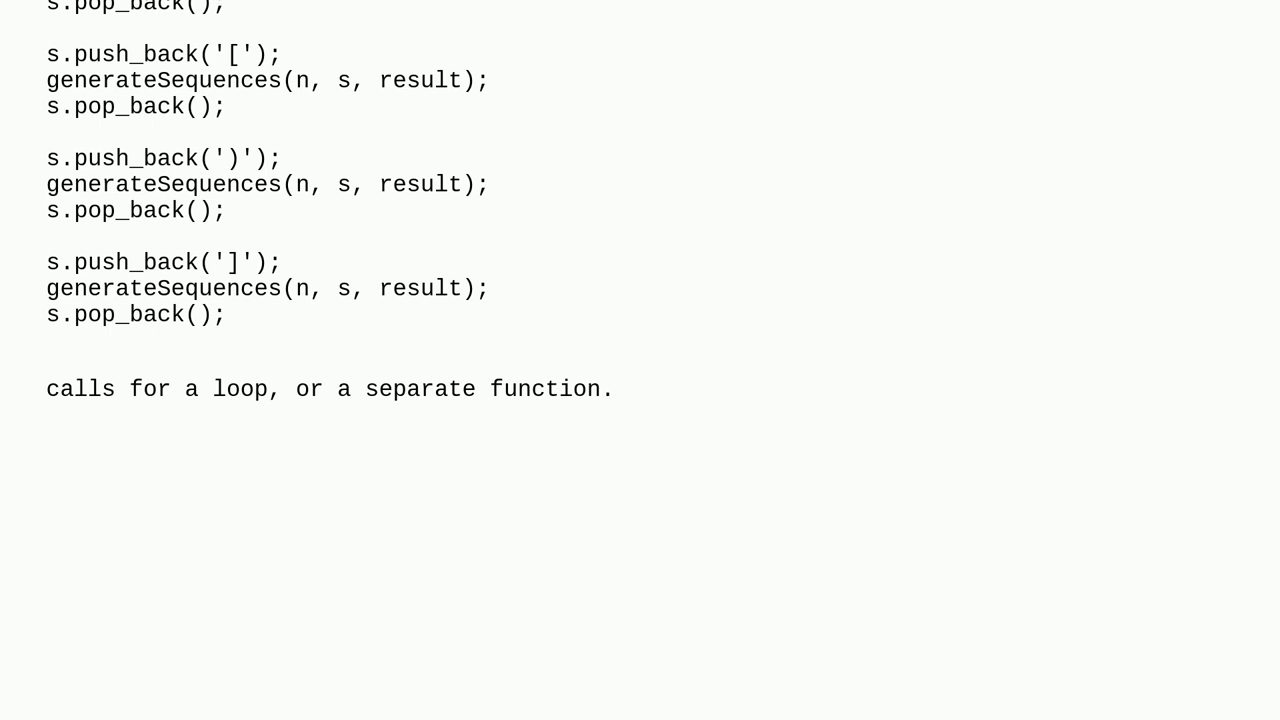 s.pop_back();
s.push_back('[');
generateSequences(n, s, result);
s.pop_back();
s.push_back(')');
generateSequences(n, s, result);
s.pop_back();
s.push_back(']');
generateSequences(n, s, result);
s.pop_back();
calls for a loop, or a separate function.